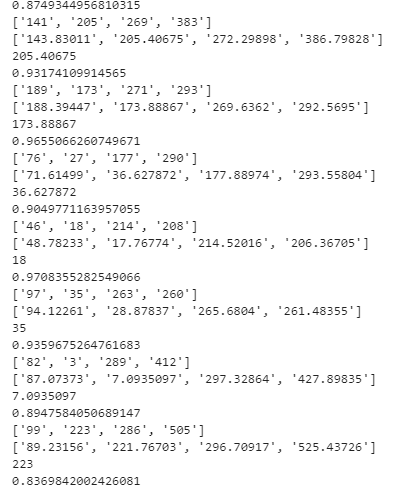 0.8749344956810315
['141', '205', '269', '383']
['143.83011', '205.40675', '272.29898', '386.79828']
205.40675
0.93174109914565
['189', '173', '271', '293']
['188.39447', '173.88867', '269.6362', '292.5695']
173.88867
0.9655066260749671
['76', '27', '177', '290']
['71.61499', '36.627872', '177.88974', '293.55804']
36.627872
0.9049771163957055
['46', '18', '214', '208']
['48.78233', '17.76774', '214.52016', '206.36705']
18
0.9708355282549066
['97', '35', '263', '260']
['94.12261', '28.87837', '265.6804', '261.48355']
35
0.9359675264761683
['82', '3', '289', '412']
['87.07373', '7.0935097', '297.32864', '427.89835']
7.0935097
0.8947584050689147
['99', '223', '286', '505']
['89.23156', '221.76703', '296.70917', '525.43726']
223
0.8369842002426081